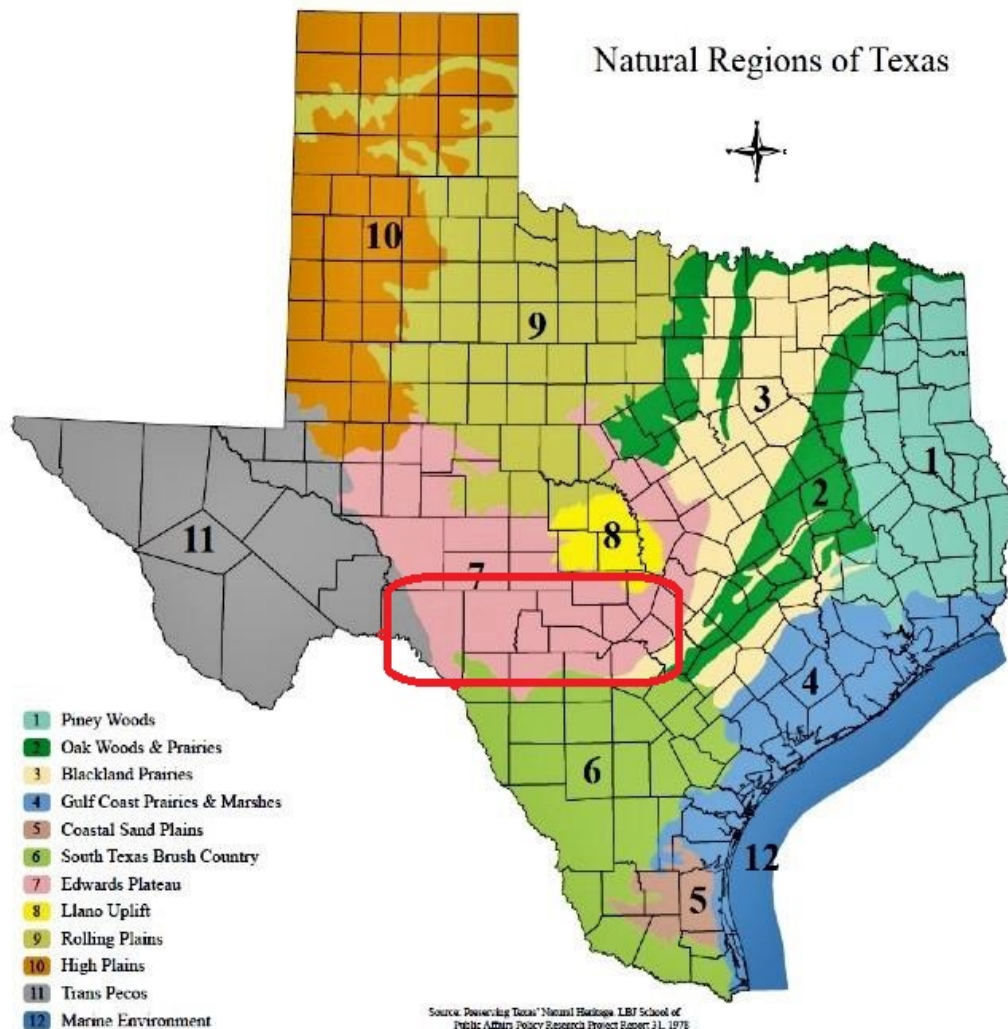 Natural Regions of Texas
10
9
3
1
2
8
11
7
4
6
12
5
1 Piney Woods
2 Oak Woods & Prairies
3 Blackland Prairies
4 Gulf Coast Prairies & Marshes
5 Coastal Sand Plains
6 South Texas Brush Country
7 Edwards Plateau
8 Llano Uplift
9 Rolling Plains
10 High Plains
11 Trans Pecos
12 Marine Environment
Source: Preserving Texas' Natural Heritage. LBJ School of
Public Affairs Policy Research Project Report 31, 1978